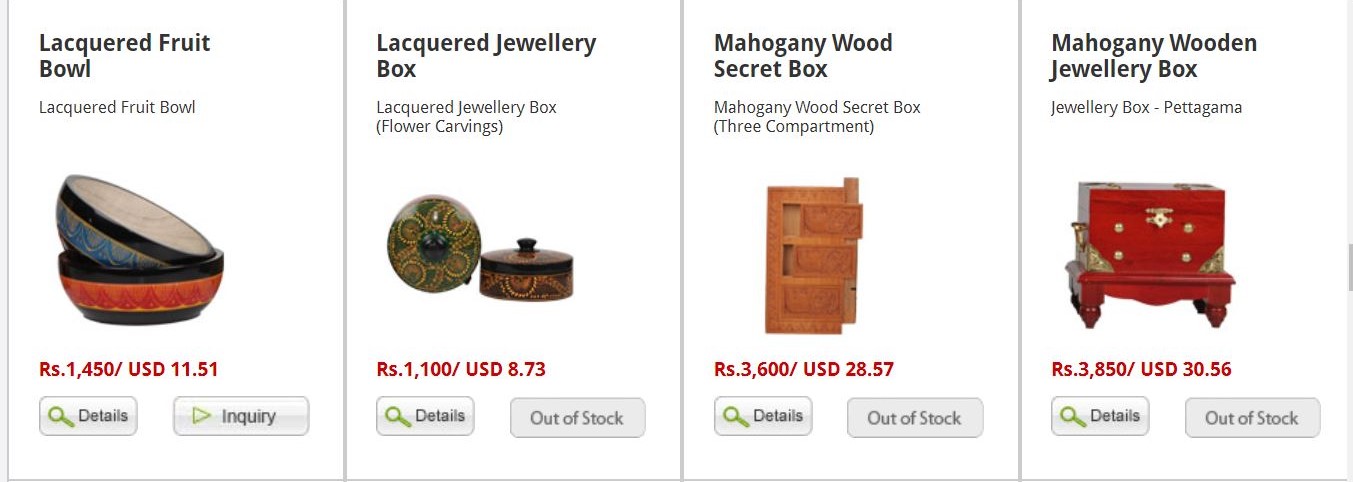 Lacquered Fruit
Bowl
Lacquered Fruit Bowl
Rs.1,450/ USD 11.51
Details
Inquiry
Lacquered Jewellery
Box
Lacquered Jewellery Box
(Flower Carvings)
Rs.1,100/ USD 8.73
Details
Out of Stock
Mahogany Wood
Secret Box
Mahogany Wood Secret Box
(Three Compartment)
Rs.3,600/ USD 28.57
Details
Out of Stock
Mahogany Wooden
Jewellery Box
Jewellery Box - Pettagama
Rs.3,850/ USD 30.56
Details
Out of Stock